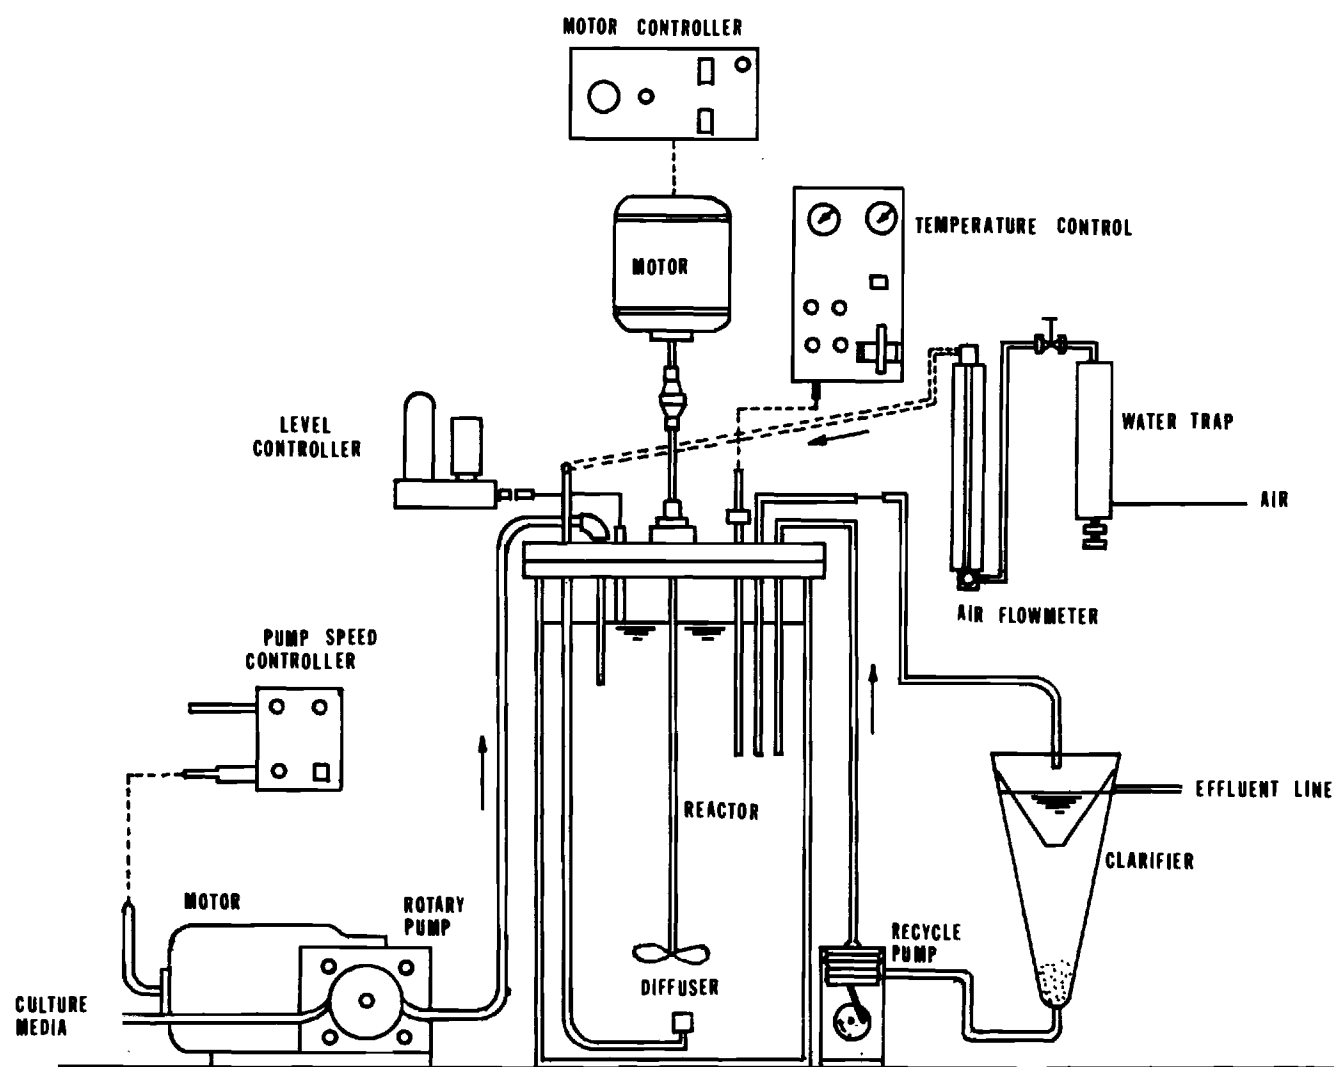 MOTOR CONTROLLER
MOTOR
TEMPERATURE CONTROL
LEVEL
CONTROLLER
WATER TRAP
AIR
AIR FLOWMETER
PUMP SPEED
CONTROLLER
REACTOR
EFFLUENT LINE
CLARIFIER
MOTOR
ROTARY
PUMP
RECYCLE
PUMP
DIFFUSER
CULTURE
MEDIA